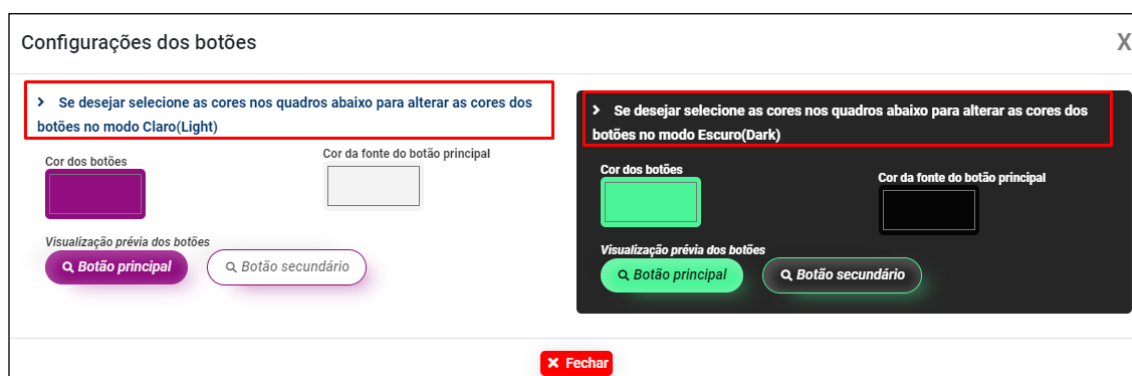 Configurações dos botões
X
> Se desejar selecione as cores nos quadros abaixo para alterar as cores dos
botões no modo Claro(Light)
Cor dos botões
Cor da fonte do botão principal
Visualização prévia dos botões
Botão principal
Botão secundário
> Se desejar selecione as cores nos quadros abaixo para alterar as cores dos
botões no modo Escuro(Dark)
Cor dos botões
Cor da fonte do botão principal
Visualização prévia dos botões
Botão principal
Botão secundário
× Fechar